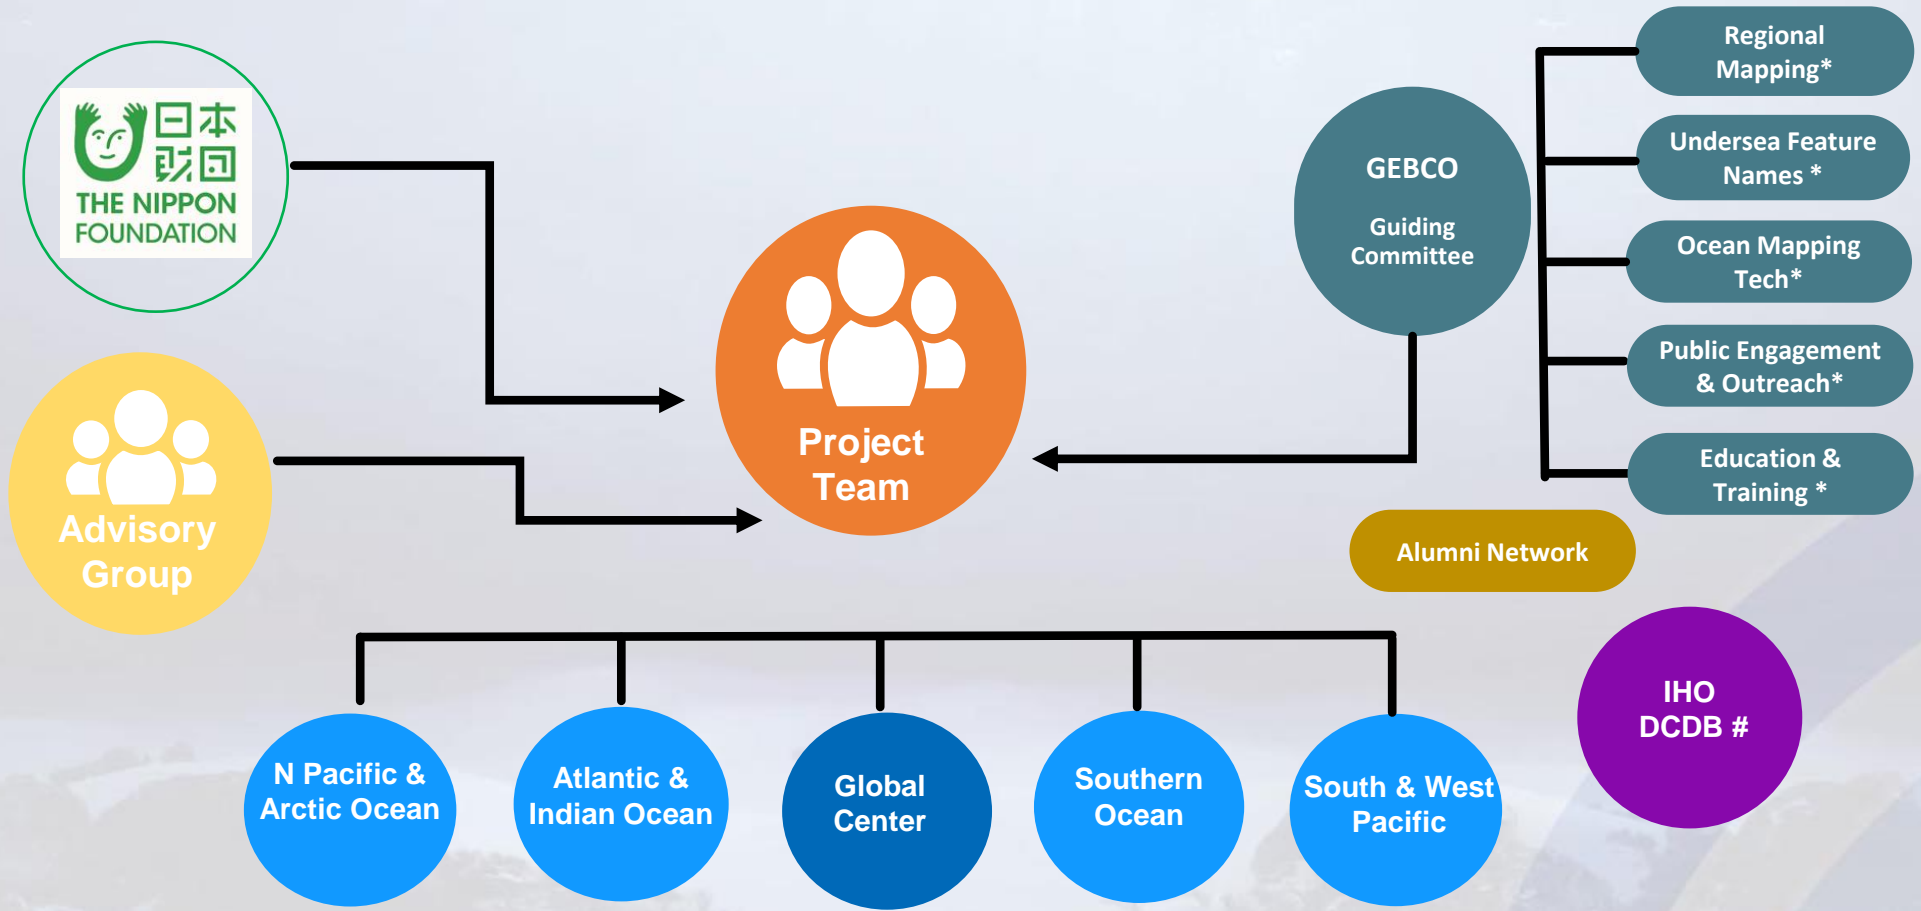 日本
財団
THE NIPPON
FOUNDATION
Advisory
Group
Project
Team
GEBCO
Guiding
Committee
Regional
Mapping*
Undersea Feature
Names *
Ocean Mapping
Tech*
Public Engagement
& Outreach*
Education &
Training *
Alumni Network
IHO
DCDB #
N Pacific &
Arctic Ocean
Atlantic &
Indian Ocean
Global
Center
Southern
Ocean
South & West
Pacific